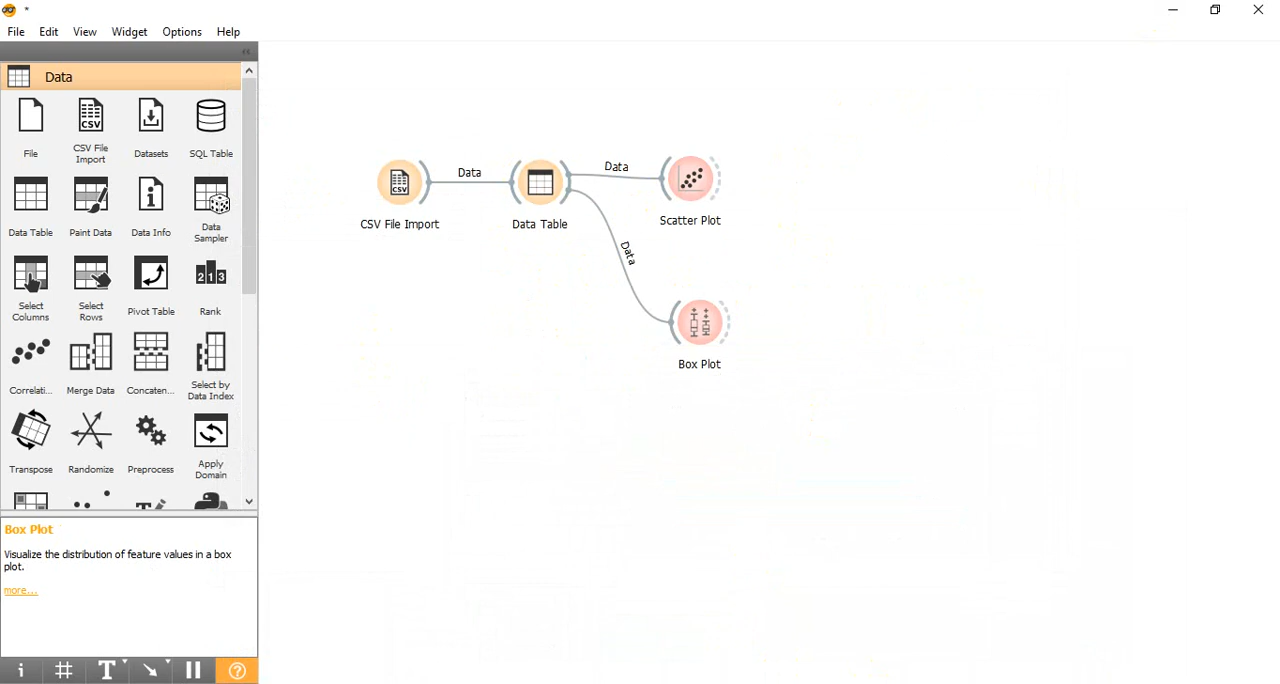 *
File Edit View Widget Options Help
Data
File CSV File Import Datasets SQL Table
Data Table Paint Data Data Info Data Sampler
Select Columns Select Rows Pivot Table Rank
Correlati... Merge Data Concaten... Select by Data Index
Transpose Randomize Preprocess Apply Domain
Box Plot
Visualize the distribution of feature values in a box
plot.
more...
Data
Data
CSV File Import
Data Table
Scatter Plot
Data
Box Plot